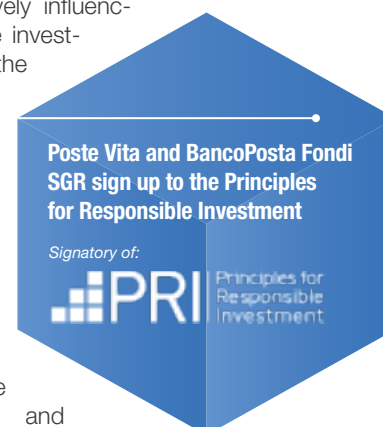 vely influenc-
e invest-
the
Poste Vita and BancoPosta Fondi
SGR sign up to the Principles
for Responsible Investment
Signatory of:
PRI Principles for
Responsible
Investment
e
and